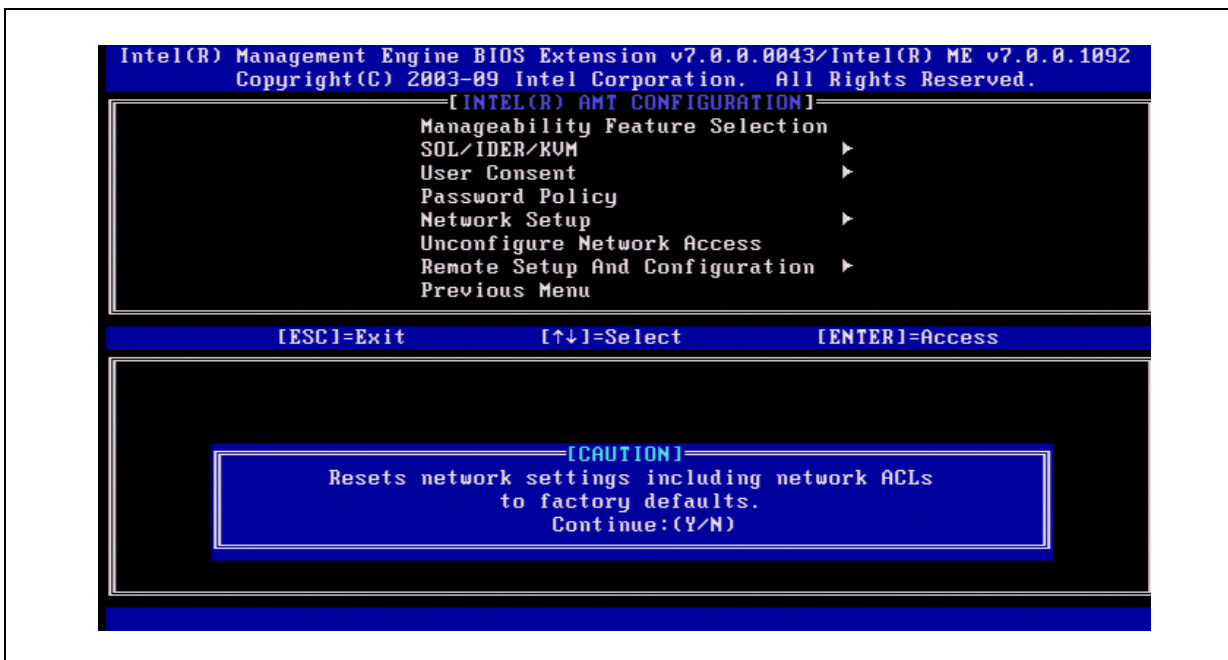 Intel(R) Management Engine BIOS Extension v7.0.0.0043/Intel(R) ME v7.0.0.1092
Copyright(C) 2003-09 Intel Corporation. All Rights Reserved.
[INTEL(R) AMT CONFIGURATION]
Manageability Feature Selection
SOL/IDER/KVM ►
User Consent ►
Password Policy
Network Setup ►
Unconfigure Network Access
Remote Setup And Configuration ►
Previous Menu
[ESC]=Exit [↑↓]=Select [ENTER]=Access
[CAUTION]
Resets network settings including network ACLs
to factory defaults.
Continue:(Y/N)